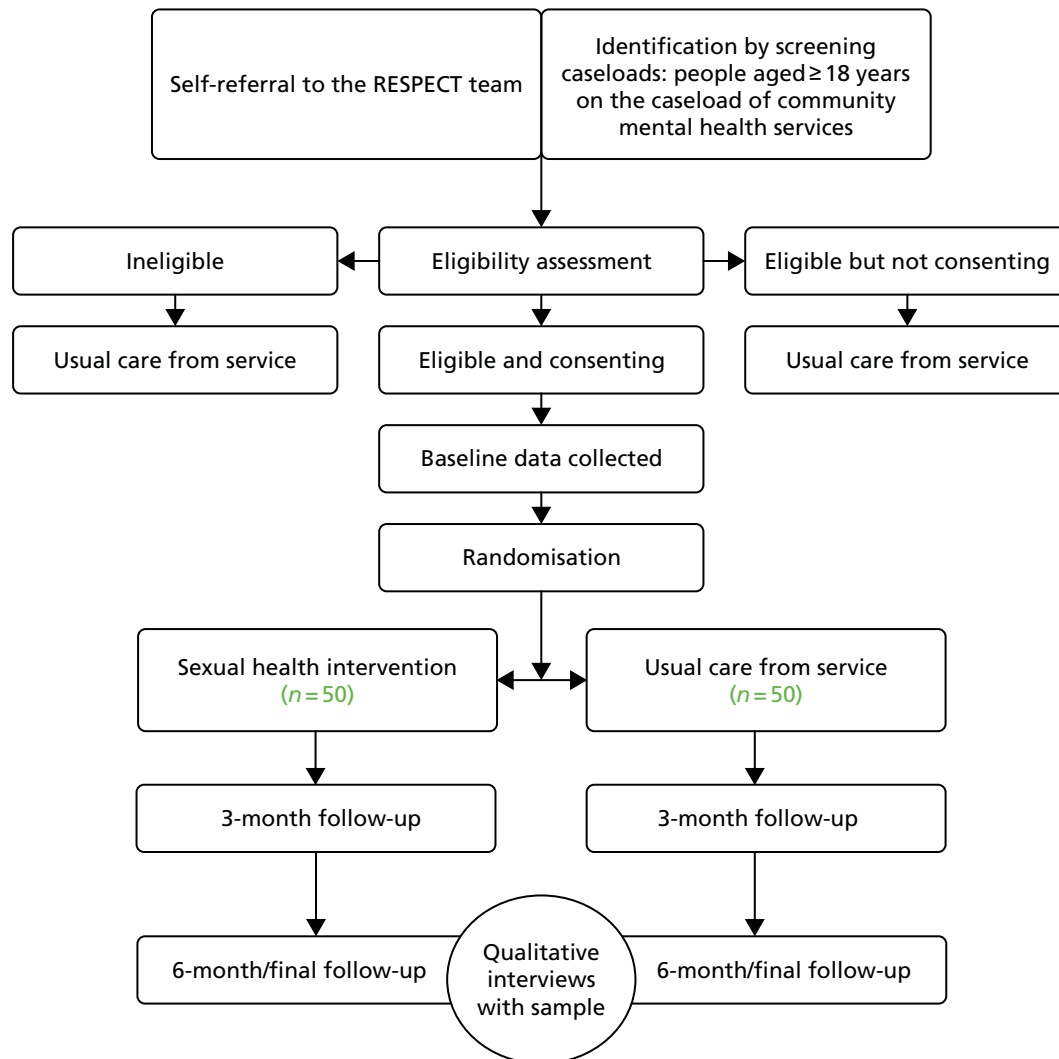 Self-referral to the RESPECT team
Identification by screening
caseloads: people aged ≥ 18 years
on the caseload of community
mental health services
Ineligible
Eligibility assessment
Eligible but not consenting
Usual care from service
Eligible and consenting
Usual care from service
Baseline data collected
Randomisation
Sexual health intervention
(n = 50)
Usual care from service
(n = 50)
3-month follow-up
3-month follow-up
6-month/final follow-up
Qualitative
interviews
with sample
6-month/final follow-up